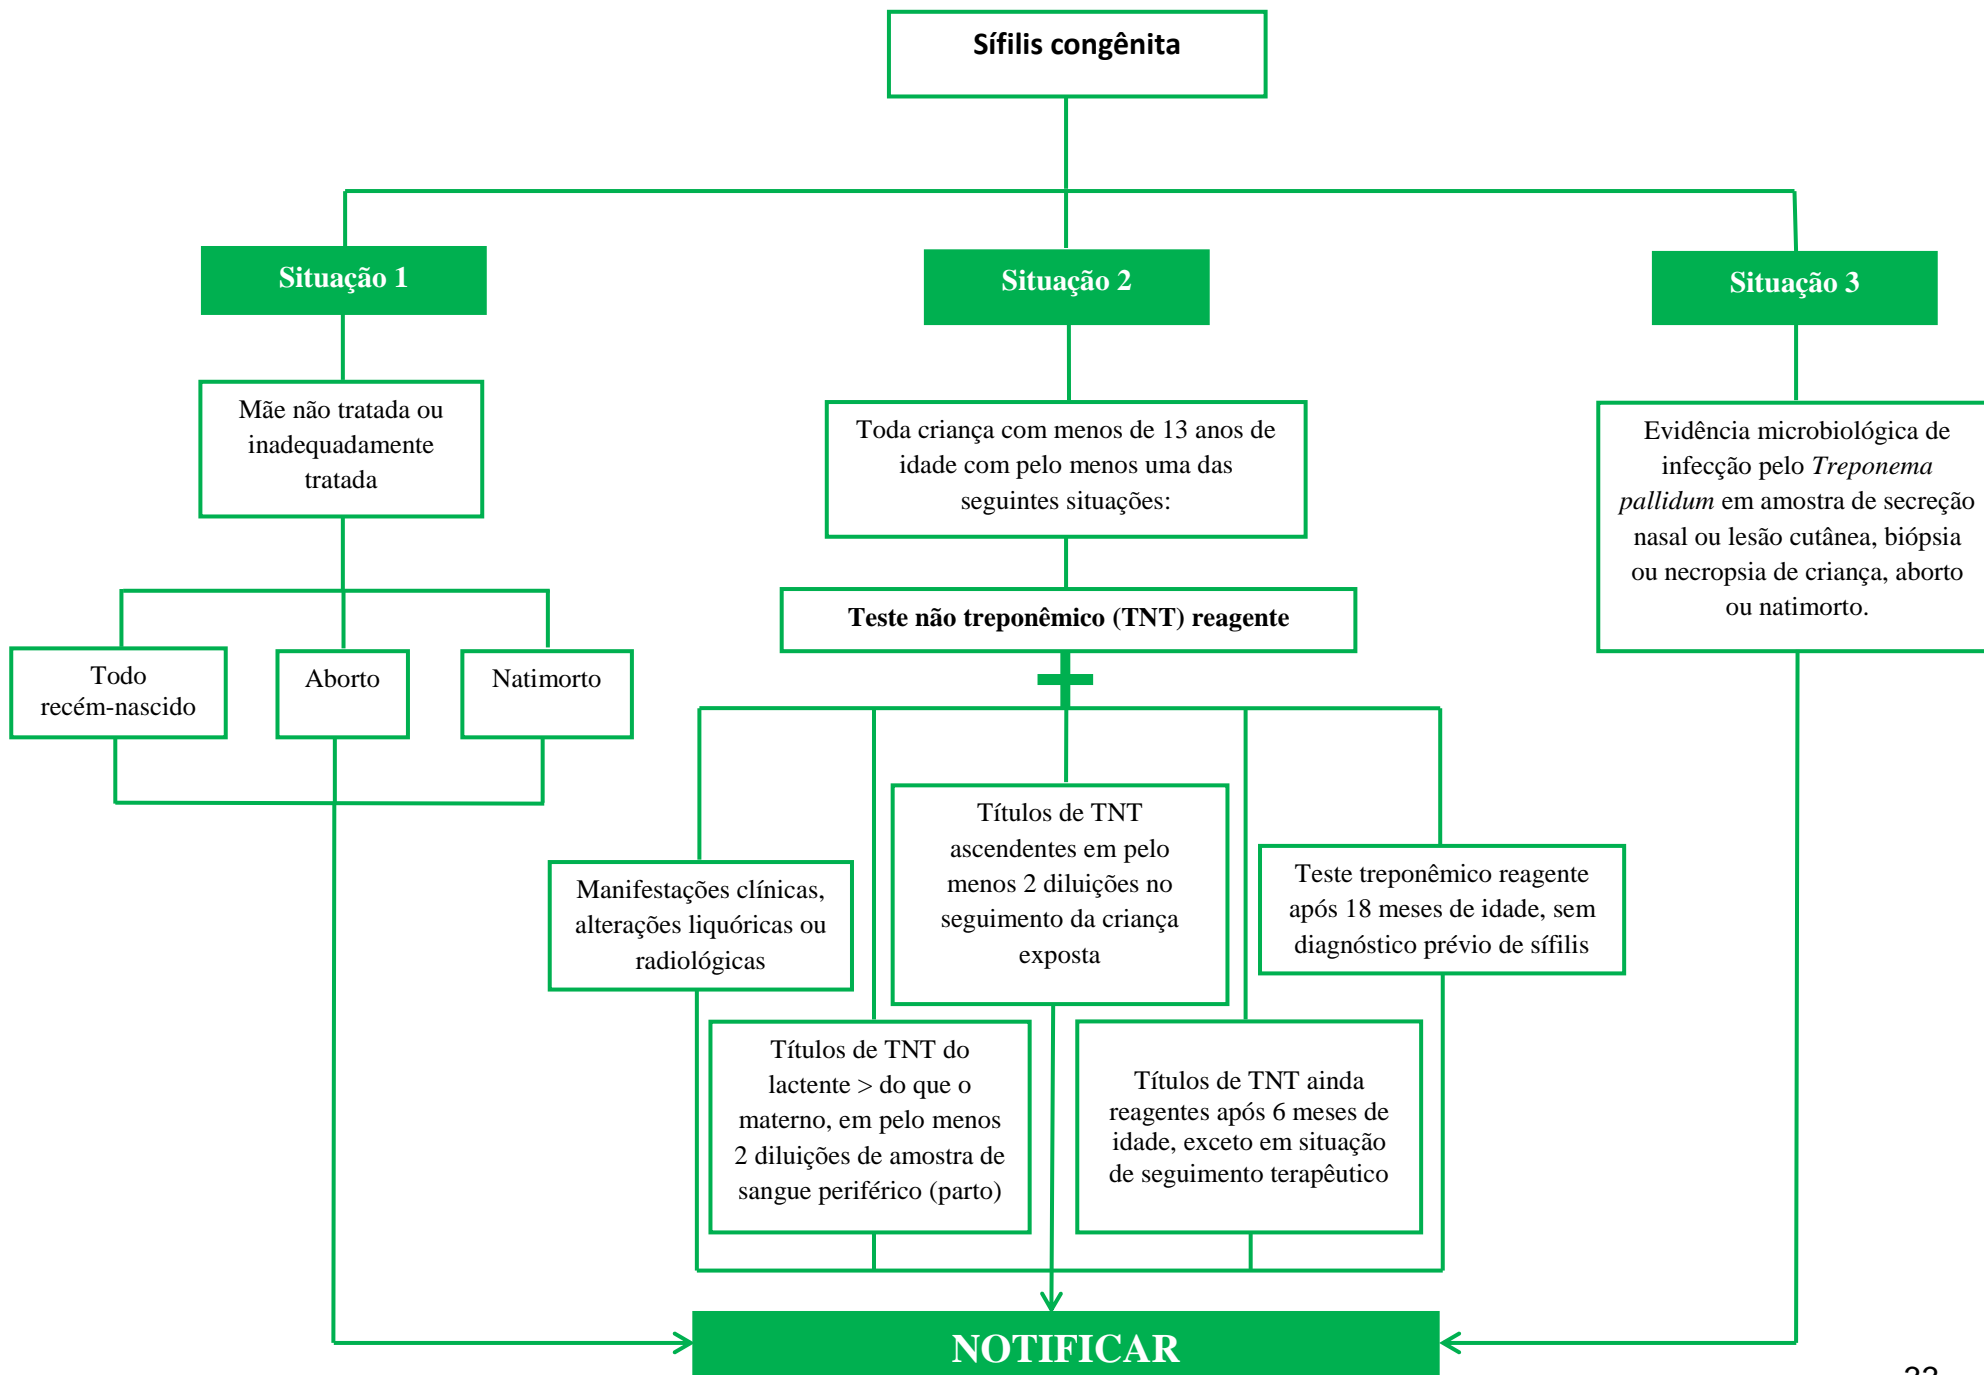 Sífilis congênita
Situação 1
Situação 2
Situação 3
Mãe não tratada ou
inadequadamente
tratada
Toda criança com menos de 13 anos de
idade com pelo menos uma das
seguintes situações:
Evidência microbiológica de
infecção pelo Treponema
pallidum em amostra de secreção
nasal ou lesão cutânea, biópsia
ou necropsia de criança, aborto
ou natimorto.
Teste não treponêmico (TNT) reagente
Todo
recém-nascido
Aborto
Natimorto
Manifestações clínicas,
alterações liquóricas ou
radiológicas
Títulos de TNT do
lactente > do que o
materno, em pelo menos
2 diluições de amostra de
sangue periférico (parto)
Títulos de TNT
ascendentes em pelo
menos 2 diluições no
seguimento da criança
exposta
Títulos de TNT ainda
reagentes após 6 meses de
idade, exceto em situação
de seguimento terapêutico
Teste treponêmico reagente
após 18 meses de idade, sem
diagnóstico prévio de sífilis
NOTIFICAR